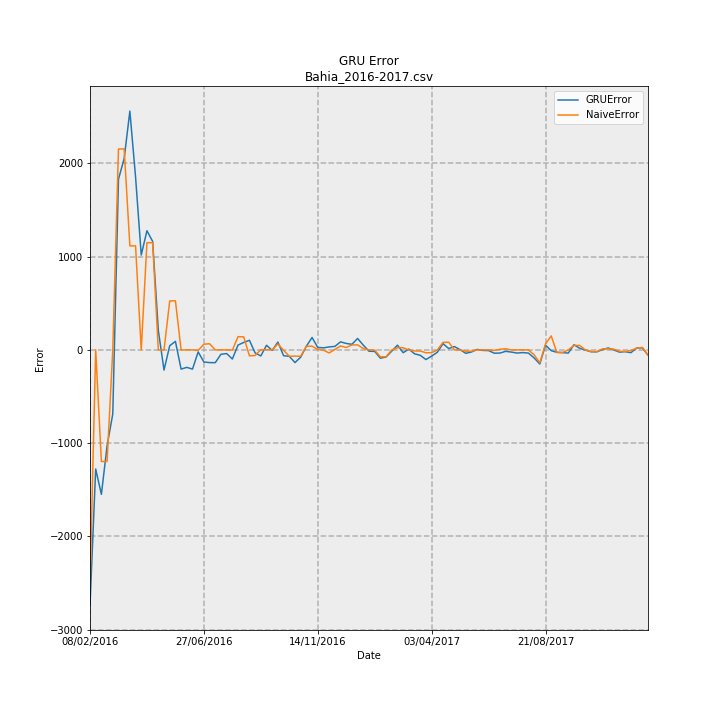 GRU Error
Bahia_2016-2017.csv
GRUError
NaiveError
2000
1000
0
−1000
−2000
−3000
Error
08/02/2016
27/06/2016
14/11/2016
03/04/2017
21/08/2017
Date